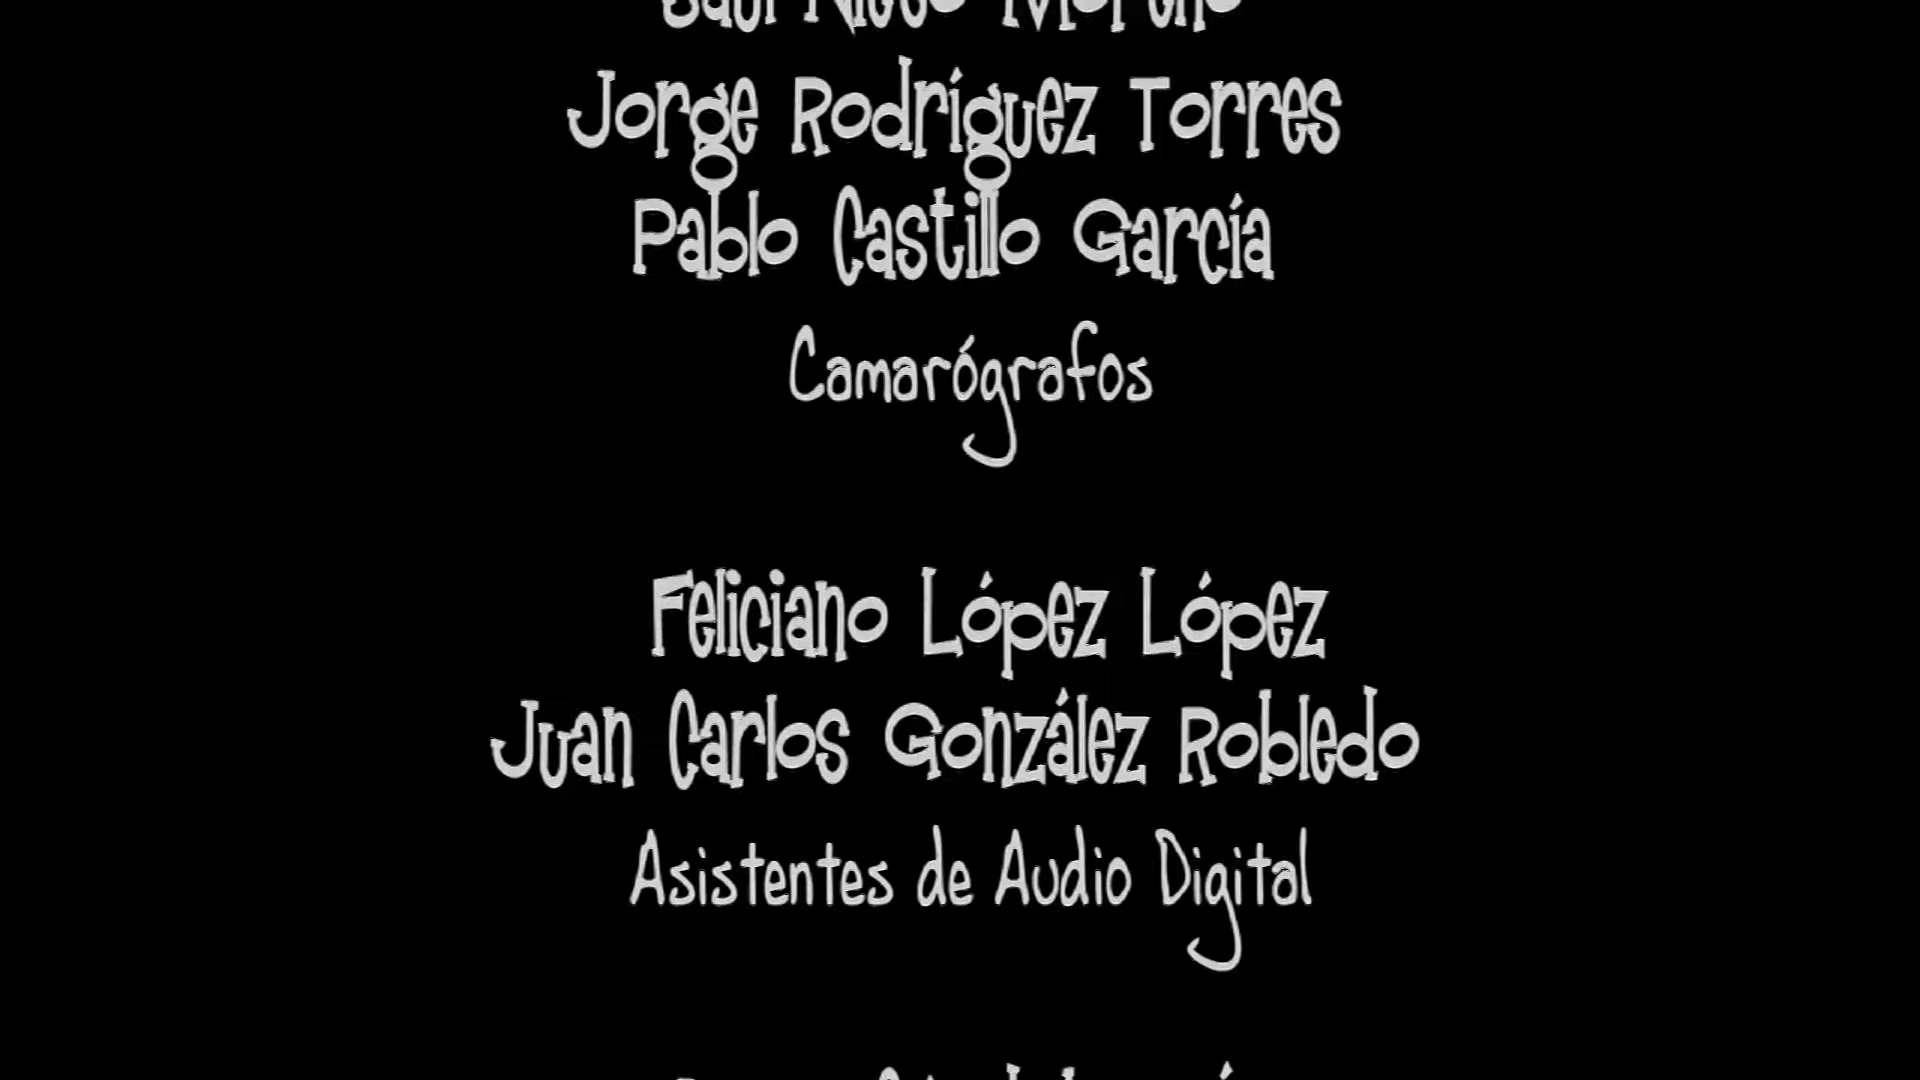 Jorge Rodríguez Torres
Pablo Castillo García
Camarógrafos
Feliciano López López
Juan Carlos González Robledo
Asistentes de Audio Digital